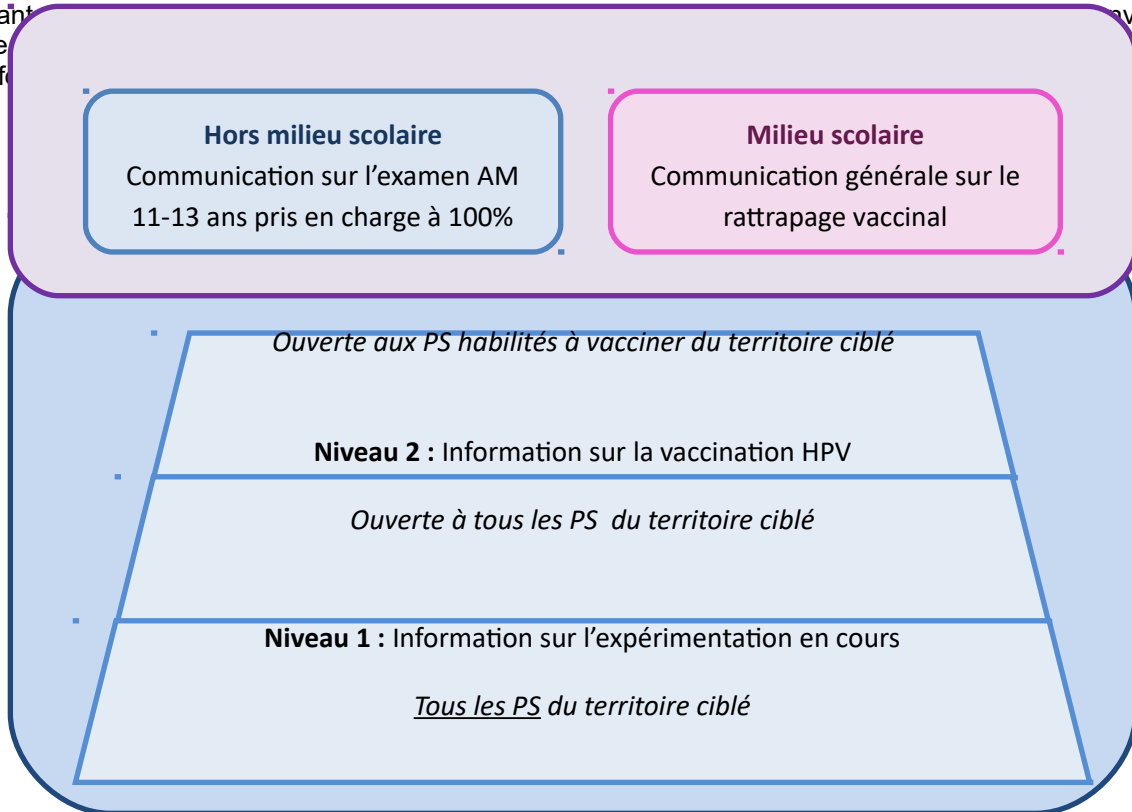 Hors milieu scolaire
Communication sur l'examen AM
11-13 ans pris en charge à 100%
Milieu scolaire
Communication générale sur le
rattrapage vaccinal
Ouverte aux PS habilités à vacciner du territoire ciblé
Niveau 2 : Information sur la vaccination HPV
Ouverte à tous les PS du territoire ciblé
Niveau 1 : Information sur l'expérimentation en cours
Tous les PS du territoire ciblé